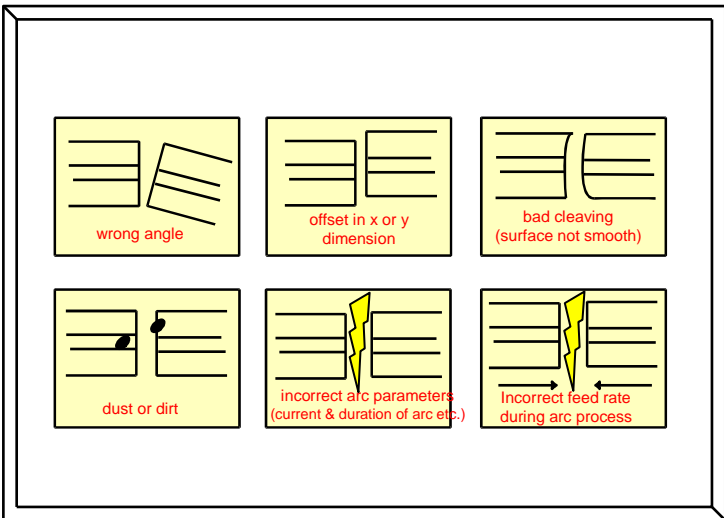 wrong angle
offset in x or y
dimension
bad cleaving
(surface not smooth)
dust or dirt
incorrect arc parameters
(current & duration of arc etc.)
Incorrect feed rate
during arc process